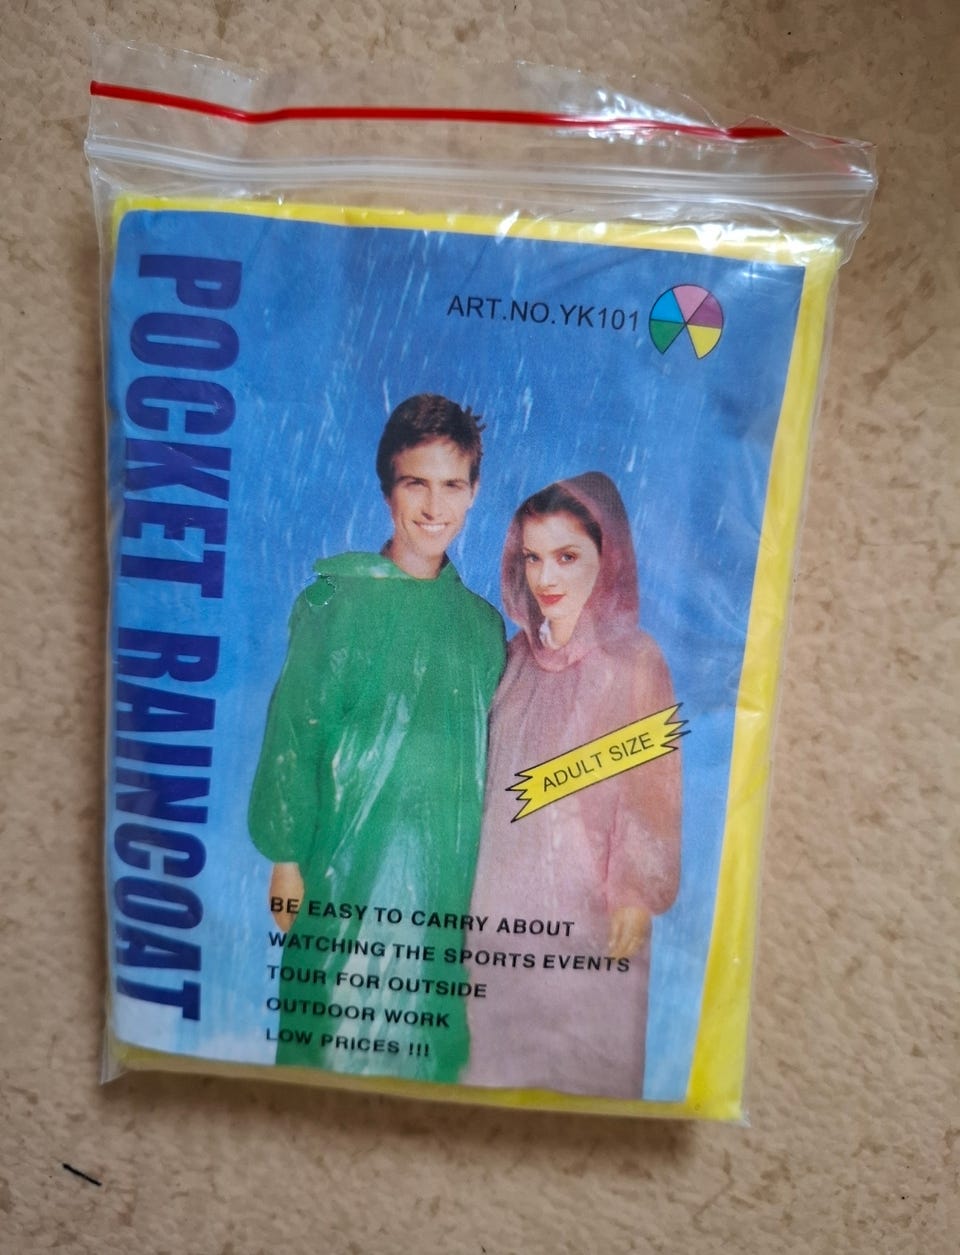 POCKET RAINCOAT
ART.NO.YK101
ADULT SIZE
BE EASY TO CARRY ABOUT
WATCHING THE SPORTS EVENTS
TOUR FOR OUTSIDE
OUTDOOR WORK
LOW PRICES !!!